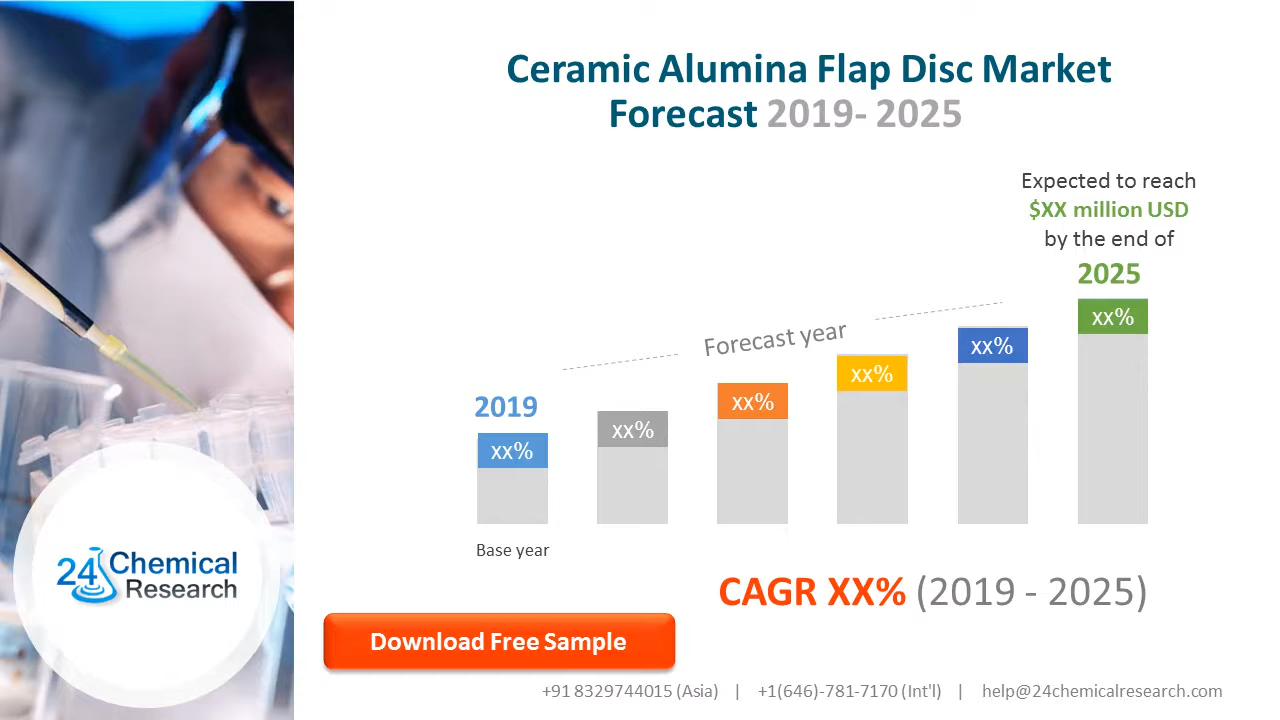 Ceramic Alumina Flap Disc Market
Forecast 2019- 2025
Expected to reach
$XX million USD
by the end of
2025
Forecast year
2019
xx%
xx%
xx%
xx%
xx%
xx%
Base year
24 Chemical
Research
CAGR XX% (2019 - 2025)
Download Free Sample
+91 8329744015 (Asia) | +1(646)-781-7170 (Int'l) | help@24chemicalresearch.com